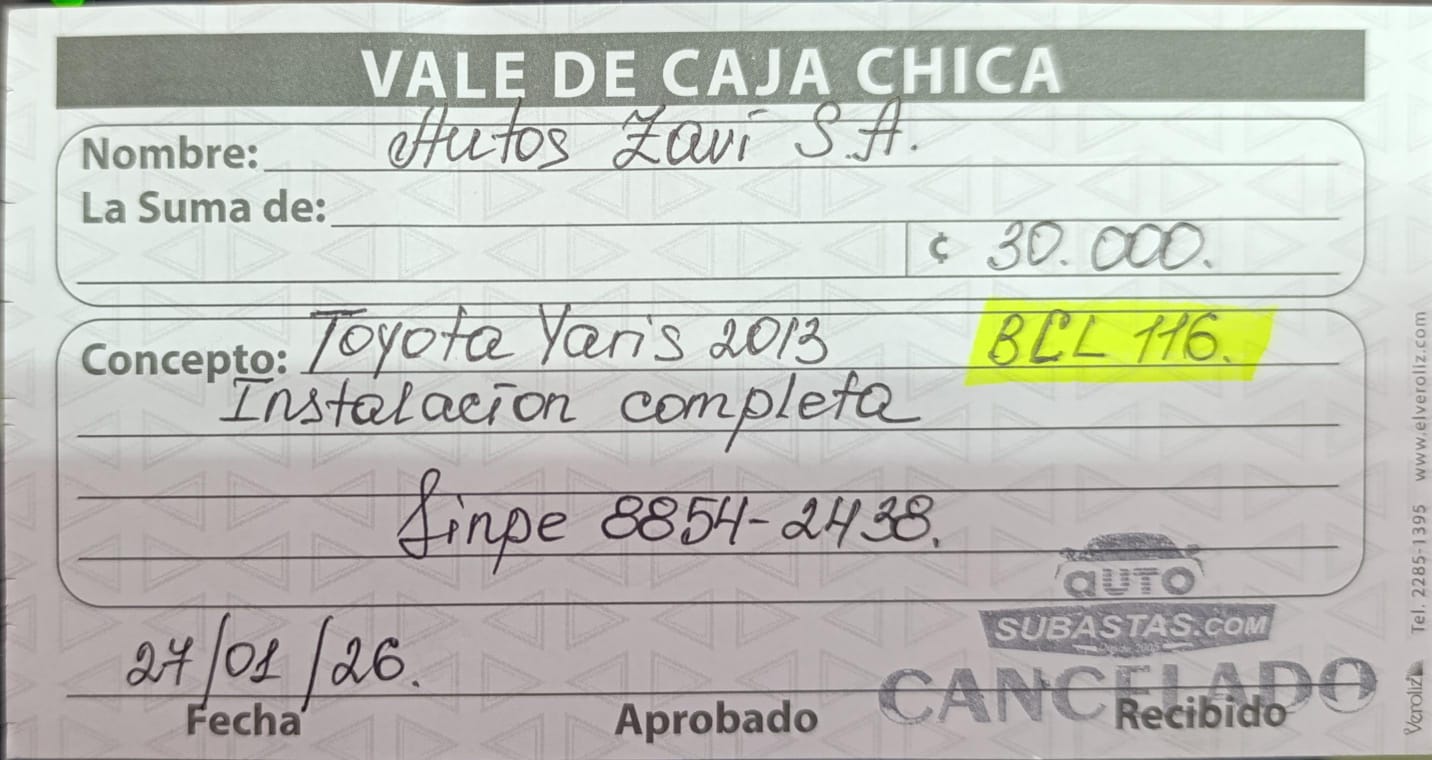 VALE DE CAJA CHICA
Nombre: Autos Zavi S.A.
La Suma de:
¢ 30.000.
Concepto: Toyota Yaris 2013 BCL 116.
Instalacion completa
Sinpe 8854-2438.
AUTO
SUBASTAS.COM
Desde 2005
CANCELADO
27/01/26.
Fecha Aprobado Recibido
Veroliz Tel. 2285-1395 www.elveroliz.com